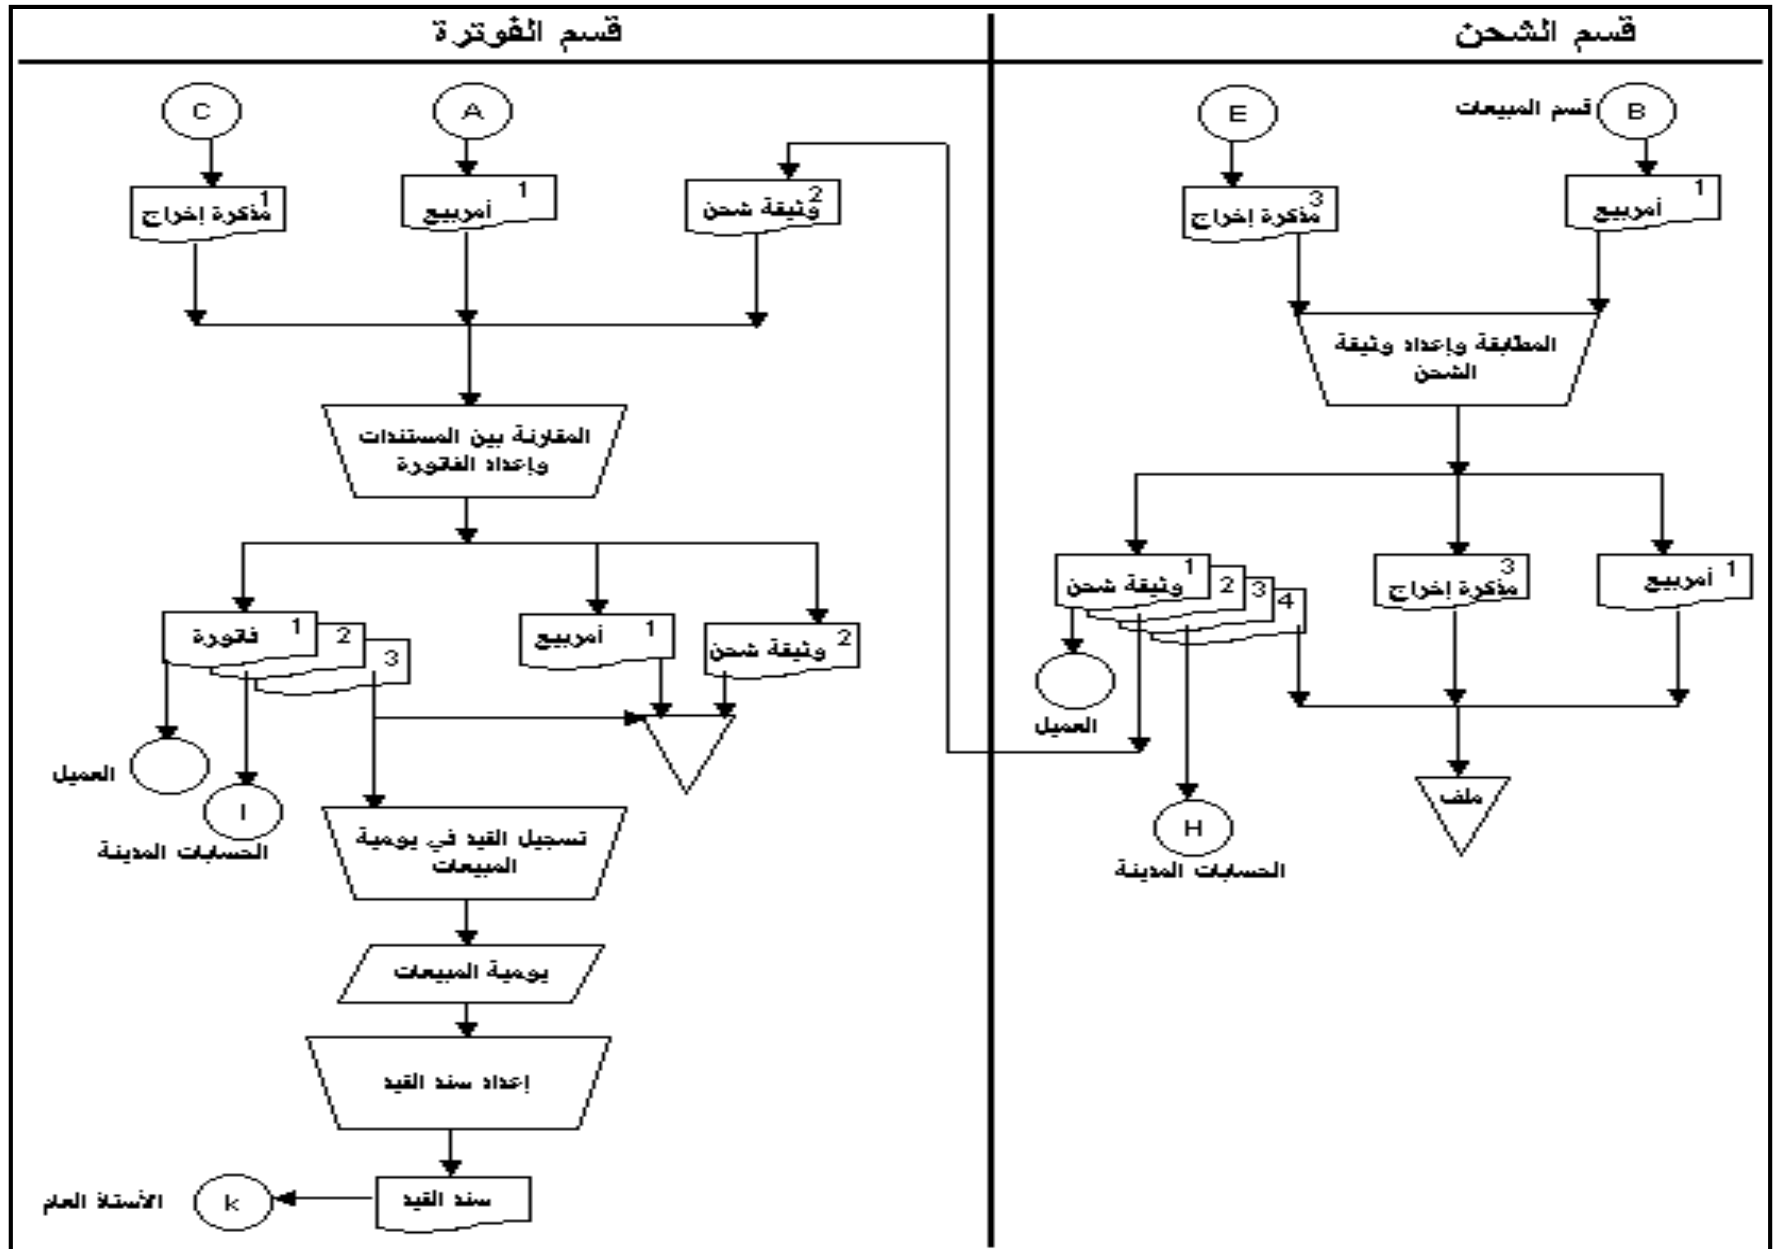 قسم الشحن
قسم الفوترة
B
قسم المبيعات
E
A
C
1
أمربيع
3
مذكرة إخراج
2
وثيقة شحن
1
أمربيع
1
مذكرة إخراج
المطابقة وإعداد وثيقة
الشحن
المقارنة بين المستندات
وإعداد الفاتورة
1
أمربيع
3
مذكرة إخراج
1
وثيقة شحن
2
3
4
2
وثيقة شحن
1
أمربيع
1
فاتورة
2
3
العميل
العميل
ملف
H
الحسابات المدينة
I
الحسابات المدينة
تسجيل القيد في يومية
المبيعات
يومية المبيعات
إعداد سند القيد
سند القيد
k
الأستاذ العام